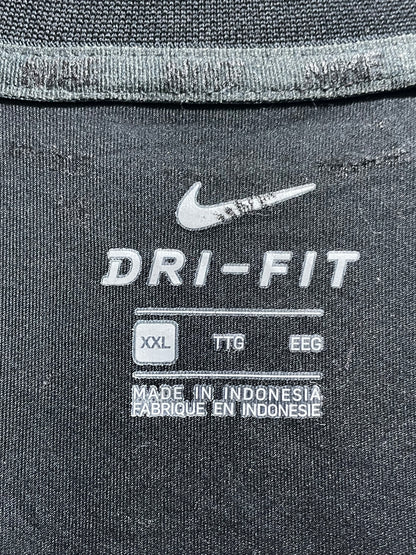 DRI-FIT
XXL TTG EEG
MADE IN INDONESIA
FABRIQUE EN INDONESIE